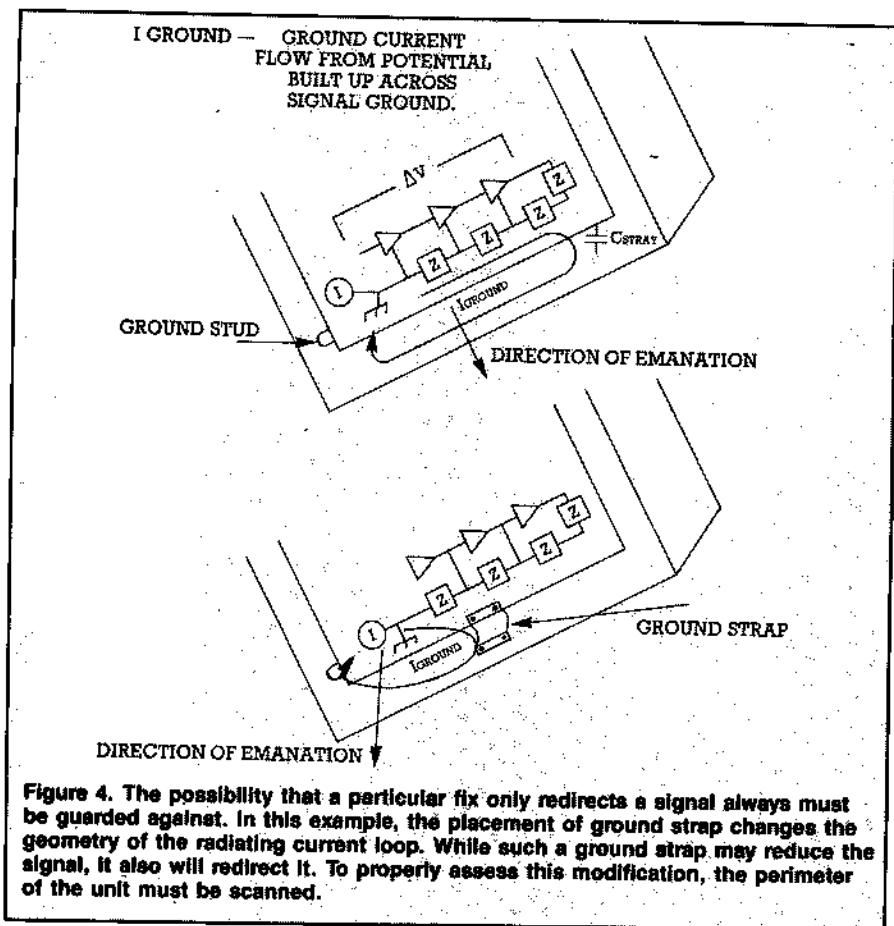 I GROUND — GROUND CURRENT
FLOW FROM POTENTIAL
BUILT UP ACROSS
SIGNAL GROUND.
ΔV
Z
Z
Z
Z
CSTRAY
I
IGROUND
GROUND STUD
DIRECTION OF EMANATION
Z
Z
Z
Z
I
GROUND STRAP
IGROUND
DIRECTION OF EMANATION
Figure 4. The possibility that a particular fix only redirects a signal always must
be guarded against. In this example, the placement of ground strap changes the
geometry of the radiating current loop. While such a ground strap may reduce the
signal, it also will redirect it. To properly assess this modification, the perimeter
of the unit must be scanned.